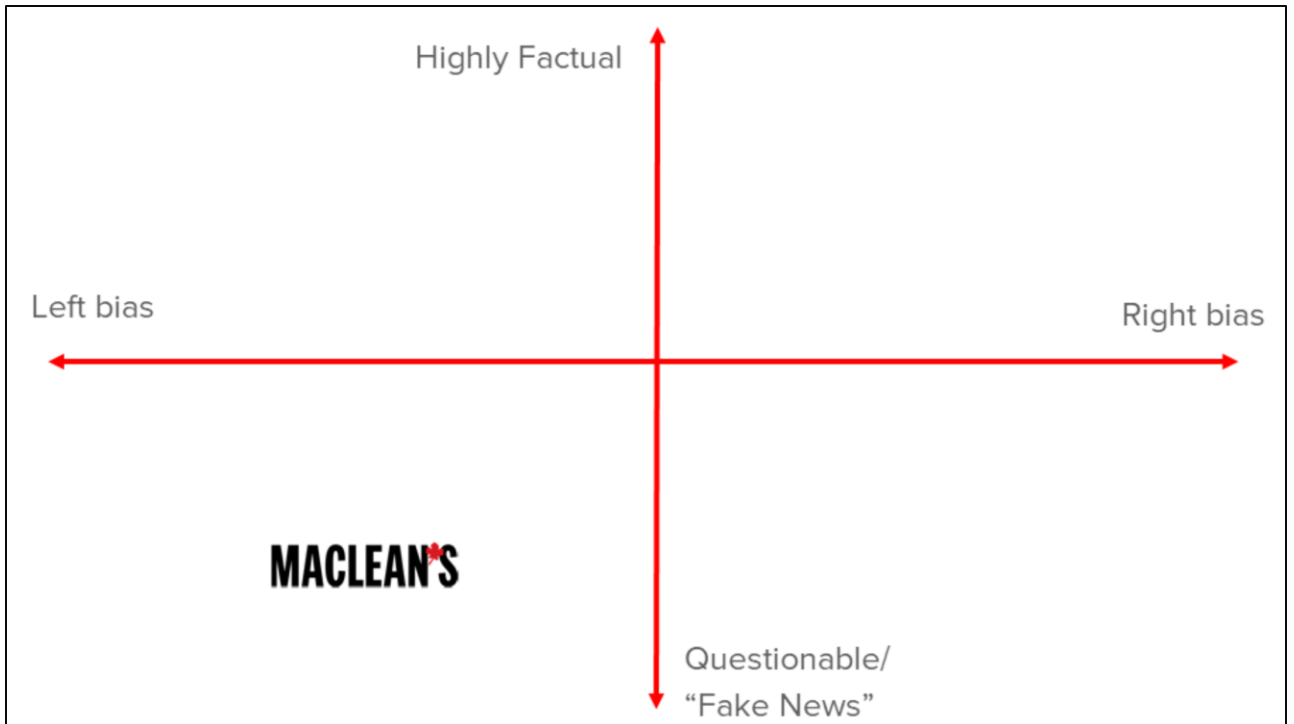 Highly Factual
Left bias
Right bias
MACLEAN'S
Questionable/
“Fake News”